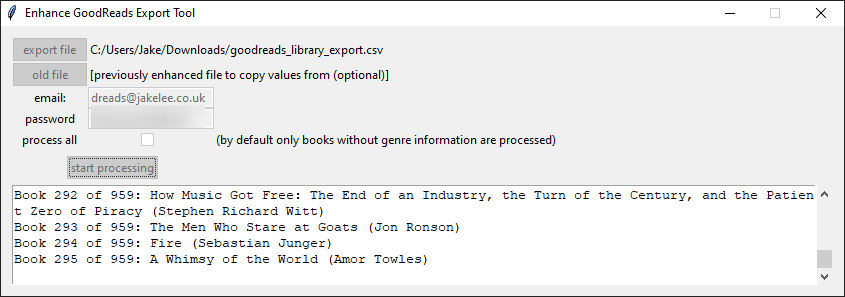 Enhance GoodReads Export Tool
export file C:/Users/Jake/Downloads/goodreads_library_export.csv
old file [previously enhanced file to copy values from (optional)]
email: dreads@jakelee.co.uk
password
process all (by default only books without genre information are processed)
start processing
Book 292 of 959: How Music Got Free: The End of an Industry, the Turn of the Century, and the Patien
t Zero of Piracy (Stephen Richard Witt)
Book 293 of 959: The Men Who Stare at Goats (Jon Ronson)
Book 294 of 959: Fire (Sebastian Junger)
Book 295 of 959: A Whimsy of the World (Amor Towles)